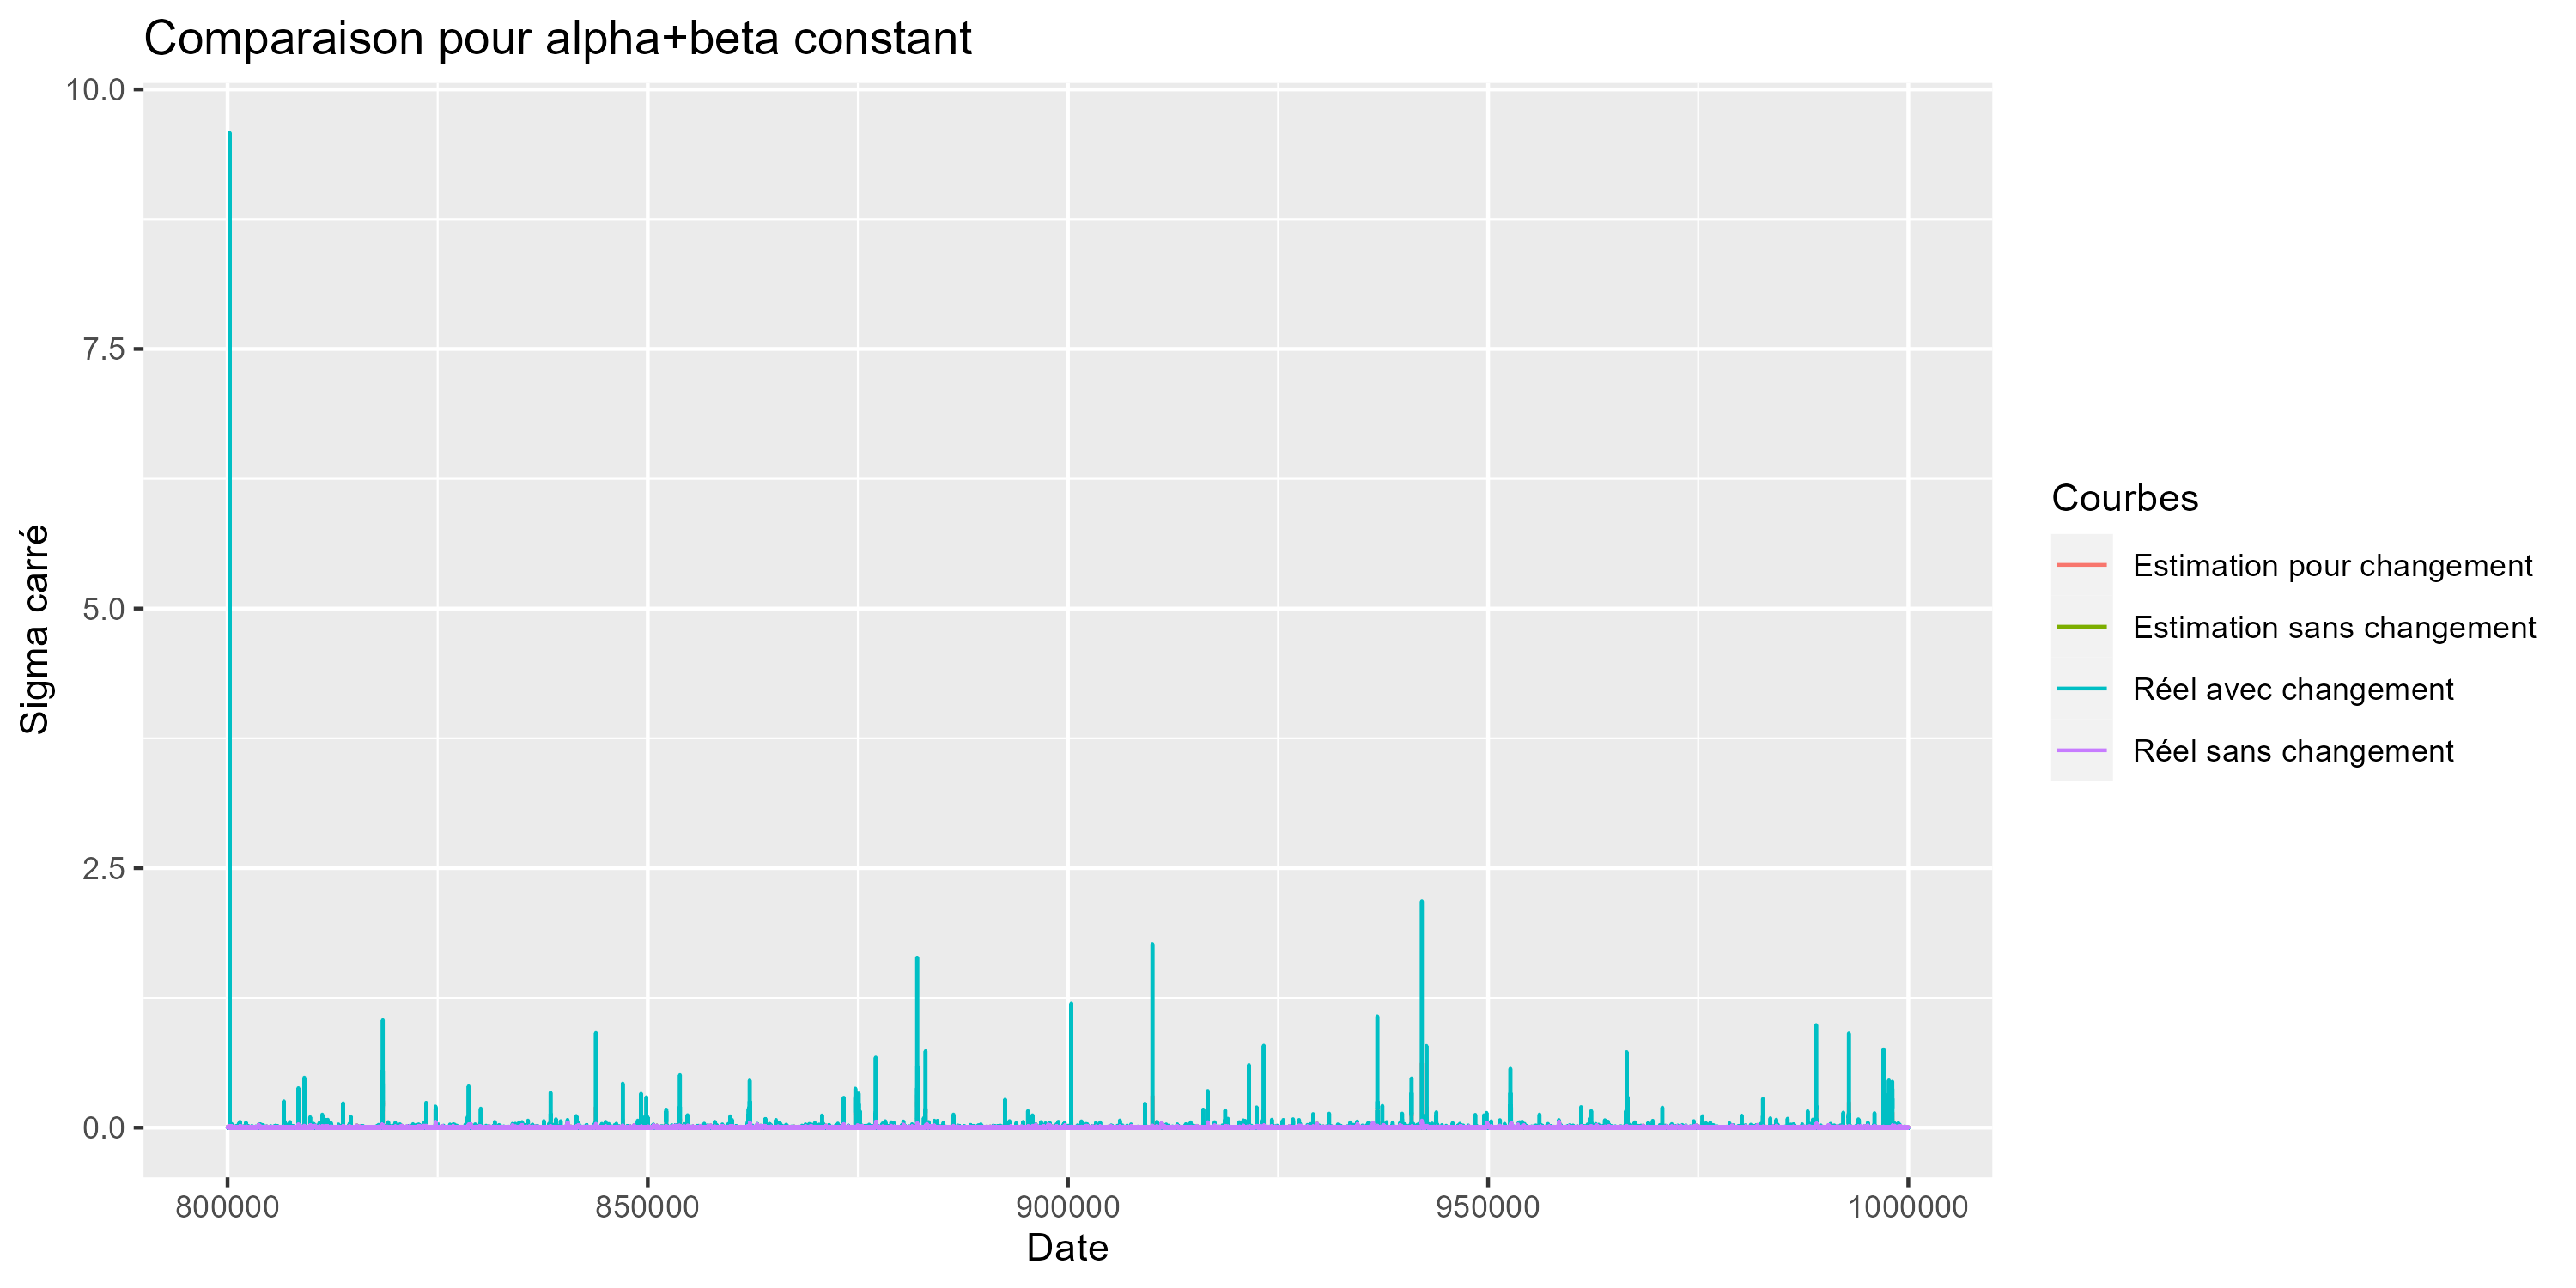 Comparaison pour alpha+beta constant
10.0
7.5
5.0
2.5
0.0
Sigma carré
800000
850000
900000
950000
1000000
Date
Courbes
Estimation pour changement
Estimation sans changement
Réel avec changement
Réel sans changement